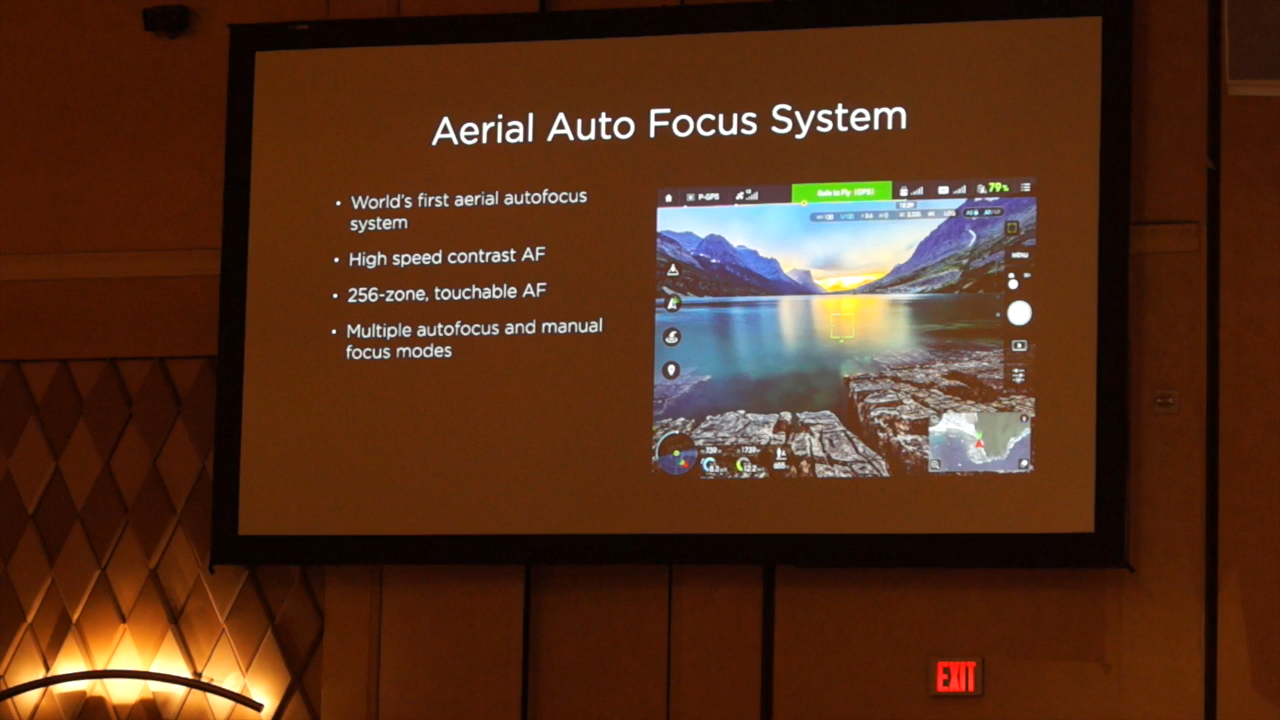 Aerial Auto Focus System
• World's first aerial autofocus
system
• High speed contrast AF
• 256-zone, touchable AF
• Multiple autofocus and manual
focus modes
P-GPS
Safe to Fly (GPS)
79%
MENU
EXIT